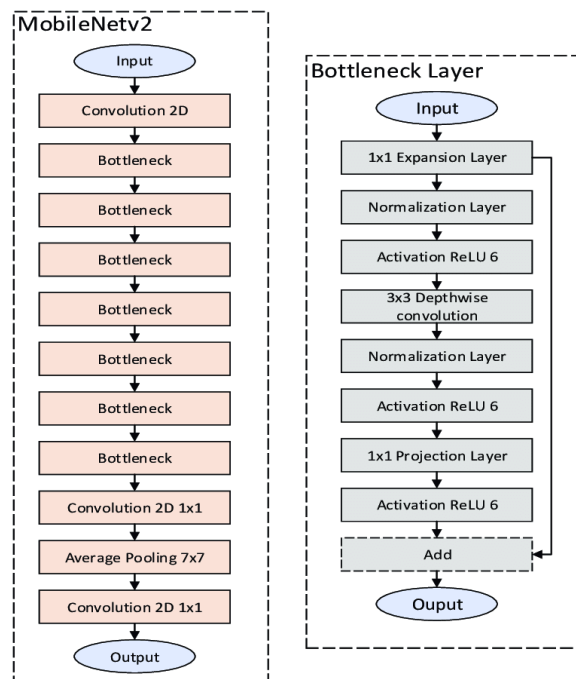 MobileNetv2
Input
Convolution 2D
Bottleneck
Bottleneck
Bottleneck
Bottleneck
Bottleneck
Bottleneck
Bottleneck
Convolution 2D 1x1
Average Pooling 7x7
Convolution 2D 1x1
Output
Bottleneck Layer
Input
1x1 Expansion Layer
Normalization Layer
Activation ReLU 6
3x3 Depthwise
convolution
Normalization Layer
Activation ReLU 6
1x1 Projection Layer
Activation ReLU 6
Add
Ouput